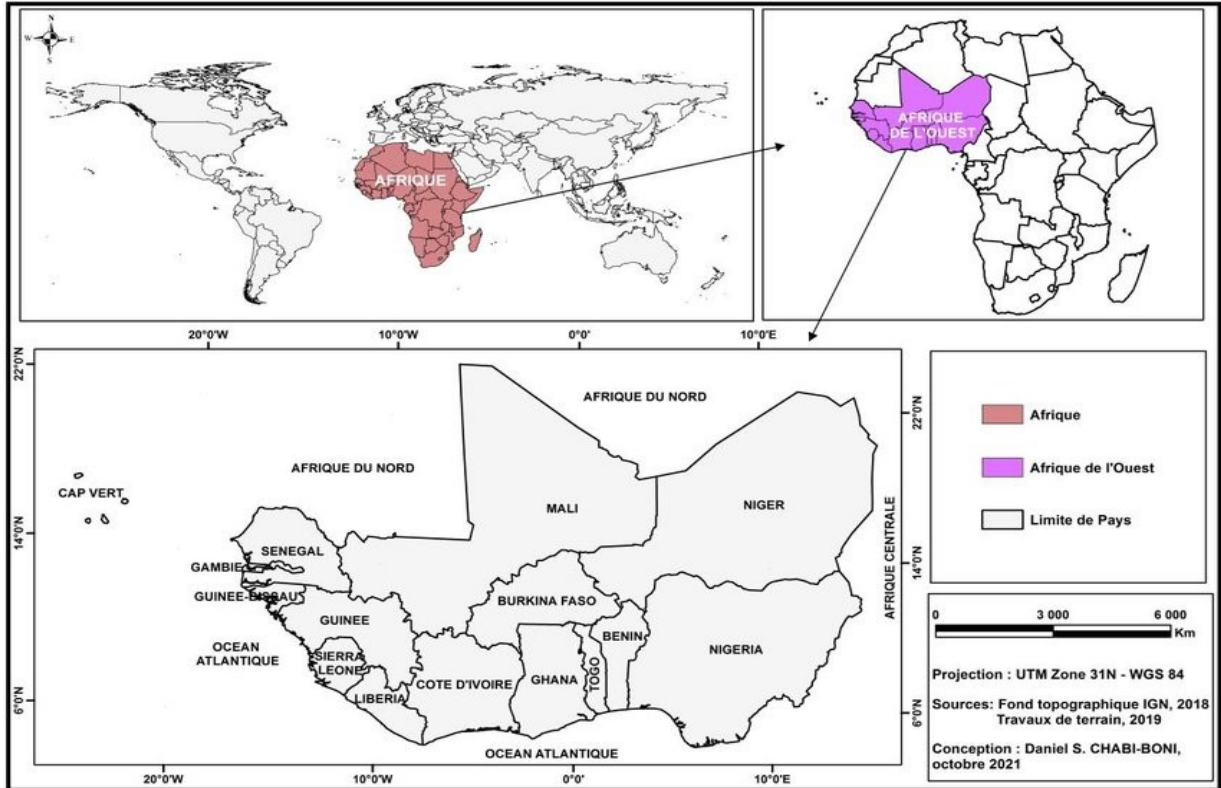 N
W E
S
AFRIQUE
AFRIQUE
DE L'OUEST
20°0'W 10°0'W 0°0' 10°0'E
22°0'N
14°0'N
6°0'N
AFRIQUE DU NORD
AFRIQUE DU NORD
CAP VERT
MALI
NIGER
SENEGAL
GAMBIE
GUINEE-BISSAU
BURKINA FASO
GUINEE
BENIN
OCEAN
ATLANTIQUE
SIERRA
LEONE
NIGERIA
COTE D'IVOIRE
GHANA
TOGO
LIBERIA
OCEAN ATLANTIQUE
AFRIQUE CENTRALE
22°0'N
14°0'N
6°0'N
20°0'W 10°0'W 0°0'E 10°0'E
Afrique
Afrique de l'Ouest
Limite de Pays
0 3 000 6 000
Km
Projection : UTM Zone 31N - WGS 84
Sources: Fond topographique IGN, 2018
Travaux de terrain, 2019
Conception : Daniel S. CHABI-BONI,
octobre 2021